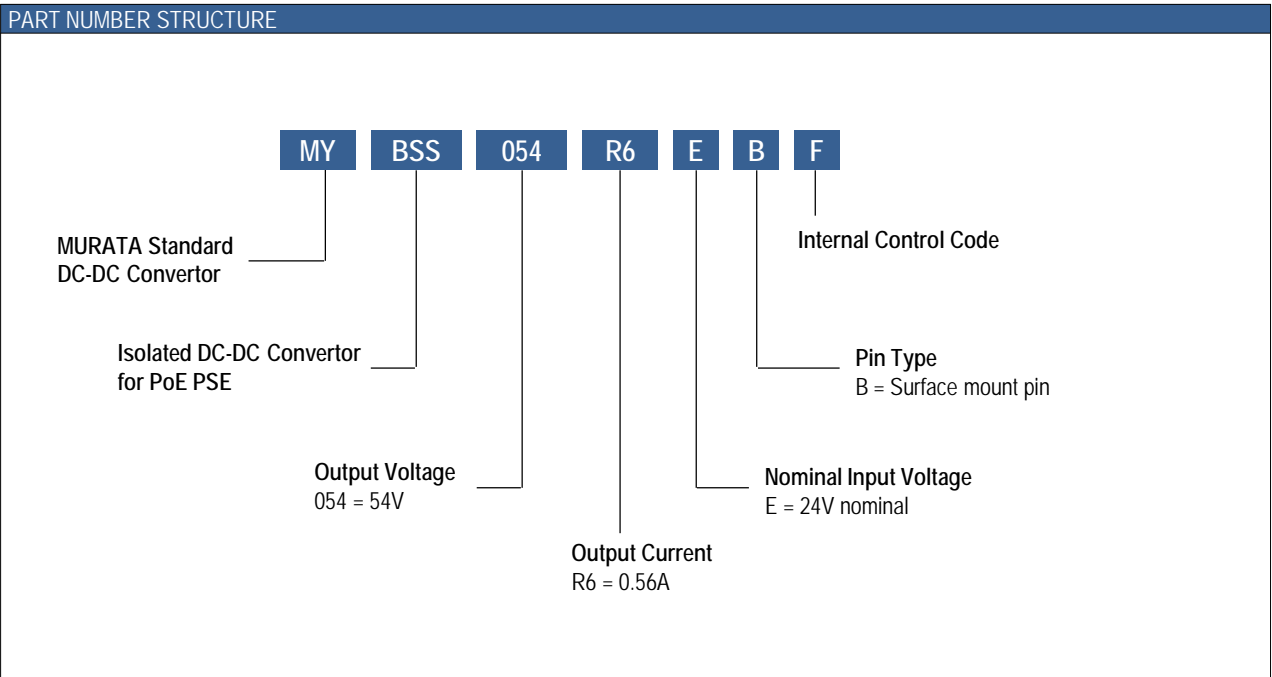 PART NUMBER STRUCTURE
MY BSS 054 R6 E B F
MURATA Standard
DC-DC Convertor
Internal Control Code
Isolated DC-DC Convertor
for PoE PSE
Pin Type
B = Surface mount pin
Output Voltage
054 = 54V
Nominal Input Voltage
E = 24V nominal
Output Current
R6 = 0.56A